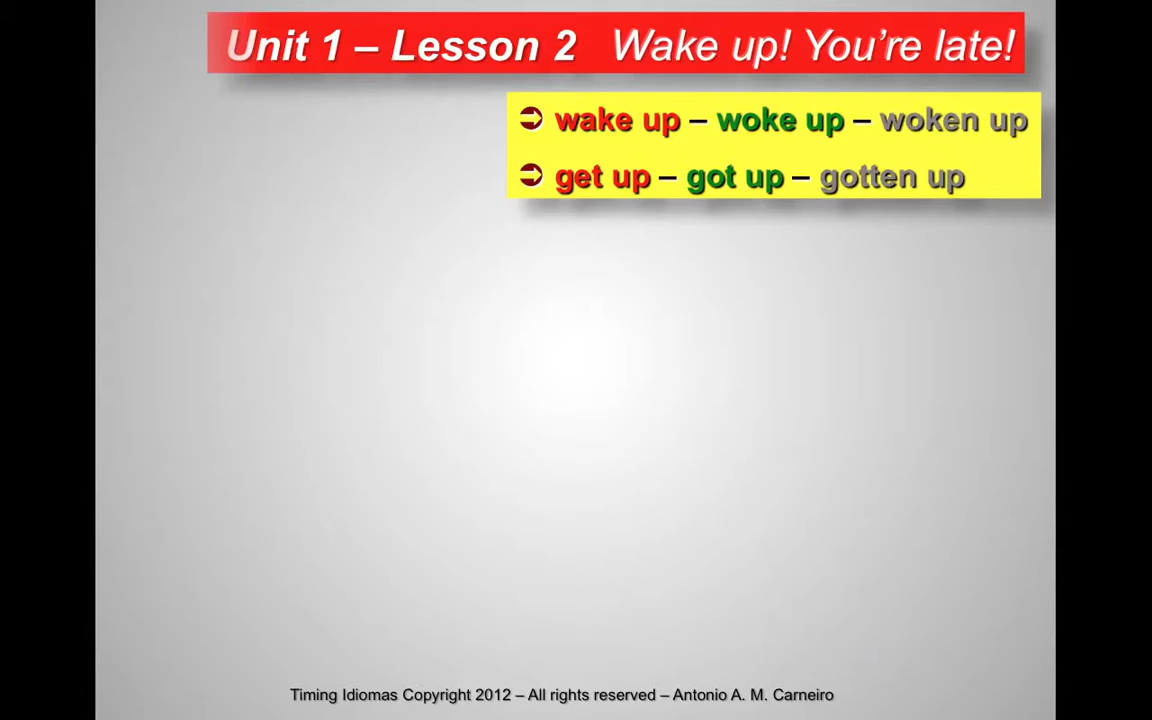 Unit 1 – Lesson 2 Wake up! You're late!
wake up – woke up – woken up
get up – got up – gotten up
Timing Idiomas Copyright 2012 – All rights reserved – Antonio A. M. Carneiro